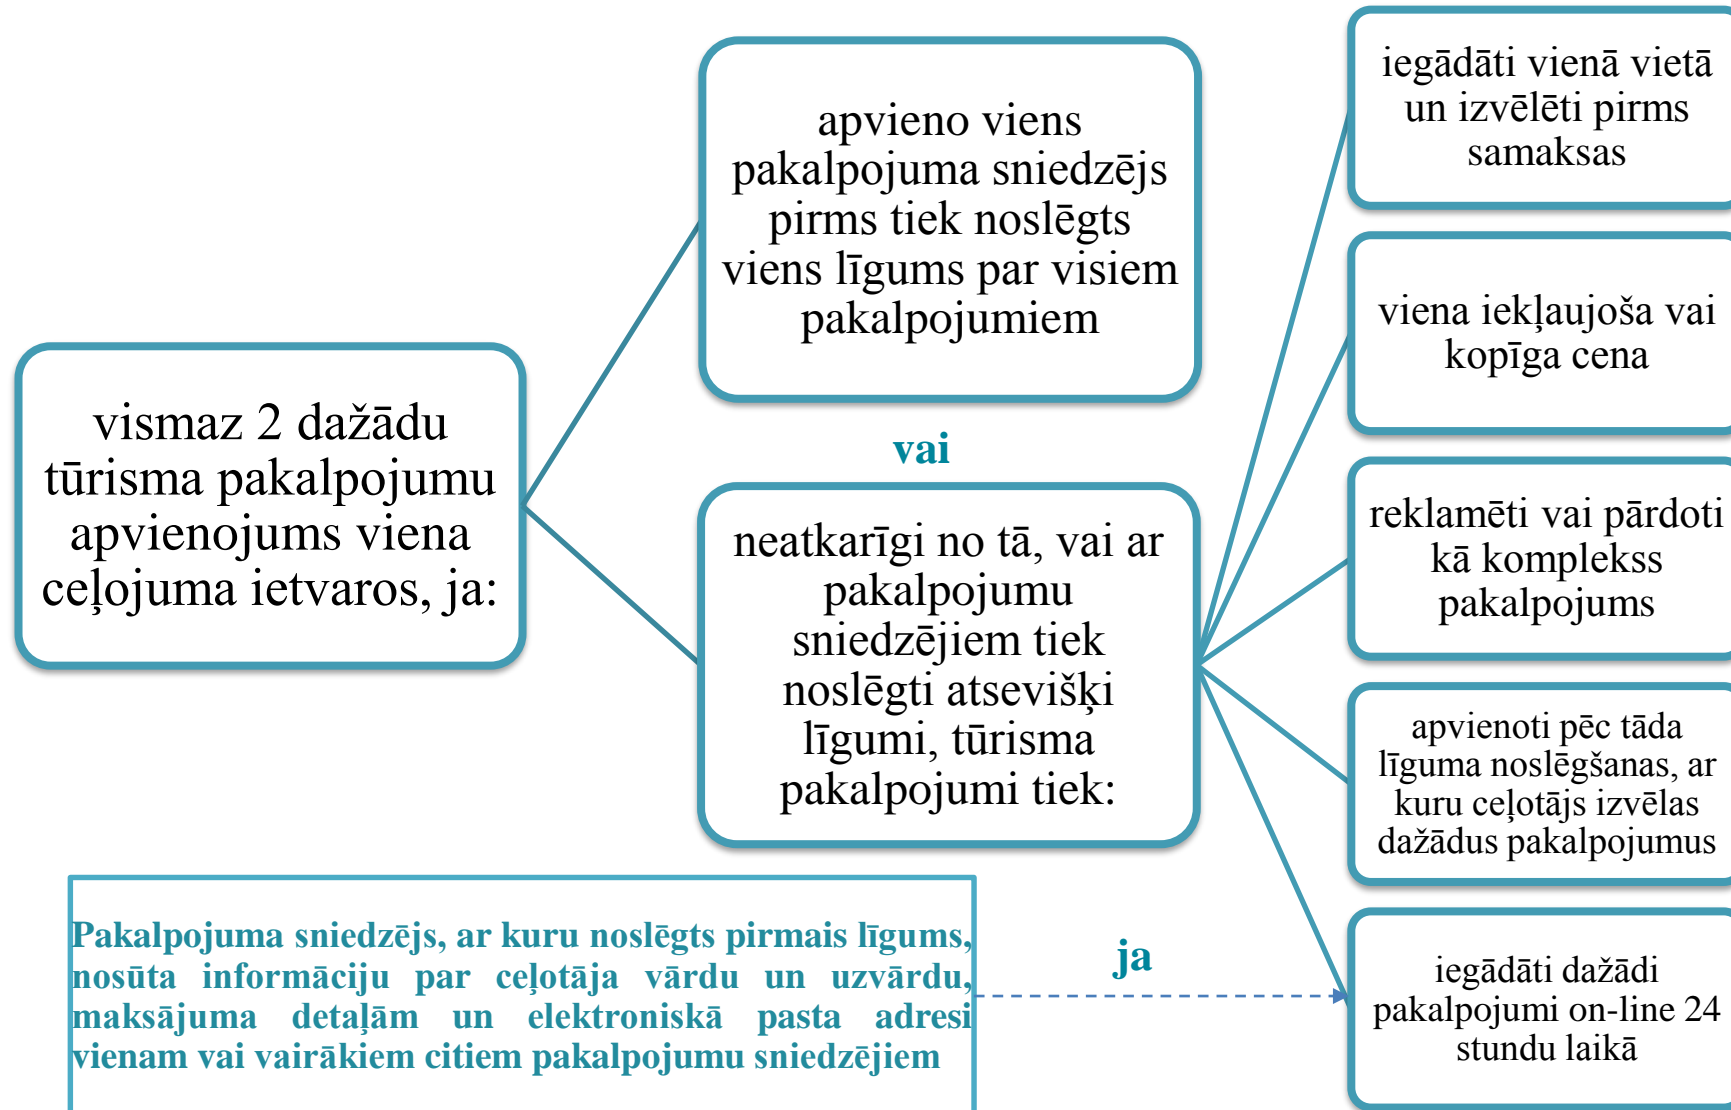 vismaz 2 dažādu
tūrisma pakalpojumu
apvienojums viena
ceļojuma ietvaros, ja:
apvieno viens
pakalpojuma sniedzējs
pirms tiek noslēgts
viens līgums par visiem
pakalpojumiem
vai
neatkarīgi no tā, vai ar
pakalpojumu
sniedzējiem tiek
noslēgti atsevišķi
līgumi, tūrisma
pakalpojumi tiek:
iegādāti vienā vietā
un izvēlēti pirms
samaksas
viena iekļaujoša vai
kopīga cena
reklamēti vai pārdoti
kā komplekss
pakalpojums
apvienoti pēc tāda
līguma noslēgšanas, ar
kuru ceļotājs izvēlas
dažādus pakalpojumus
iegādāti dažādi
pakalpojumi on-line 24
stundu laikā
Pakalpojuma sniedzējs, ar kuru noslēgts pirmais līgums,
nosūta informāciju par ceļotāja vārdu un uzvārdu,
maksājuma detaļām un elektroniskā pasta adresi
vienam vai vairākiem citiem pakalpojumu sniedzējiem
ja